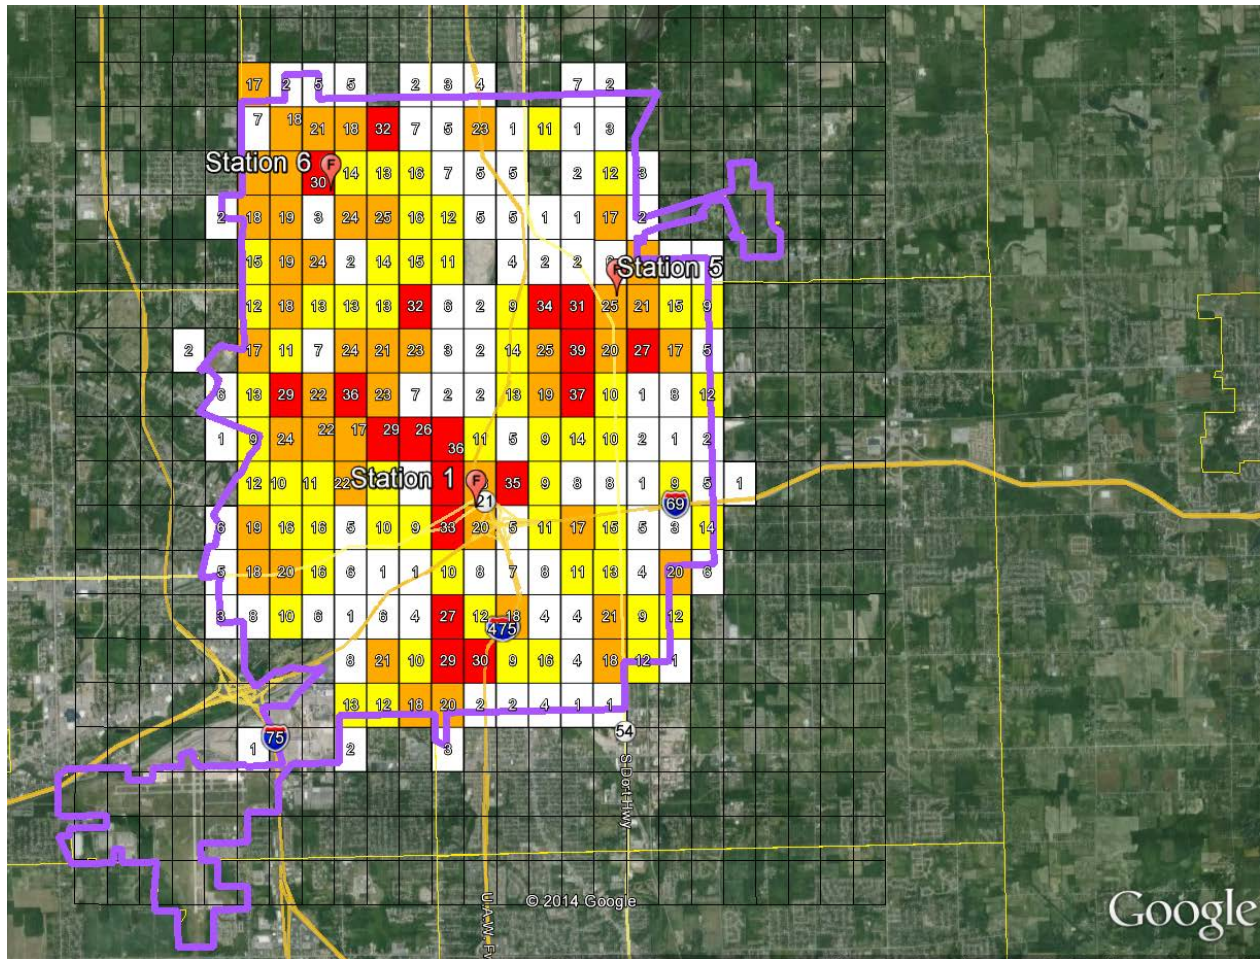 17 2 5 5 2 3 4 7 2
7 18 21 18 32 7 5 23 1 11 1 3
Station 6 30 14 13 16 7 5 5 2 12 3
2 18 19 3 24 25 16 12 5 5 1 1 17 2
15 19 24 2 14 15 11 4 2 2
Station 5
12 18 13 13 13 32 6 2 9 34 31 25 21 15 9
2 17 11 7 24 21 23 3 2 14 25 39 20 27 17 5
6 13 29 22 36 23 7 2 2 13 19 37 10 1 8 12
1 9 24 22 17 29 26 36 11 5 9 14 10 2 1 2
12 10 11 22 Station 1 35 9 8 8 1 9 5 1
21
69
6 19 16 16 5 10 9 33 20 5 11 17 15 5 3 14
5 18 20 16 6 1 1 10 8 7 8 11 13 4 20 6
3 8 10 6 1 6 4 27 12 18 4 4 21 9 12
475
8 21 10 29 30 9 16 4 18 12 1
13 12 18 20 2 2 4 1 1
54
75
1 2 3
S Dort Hwy
U.A.W. Fw
© 2014 Google
Google